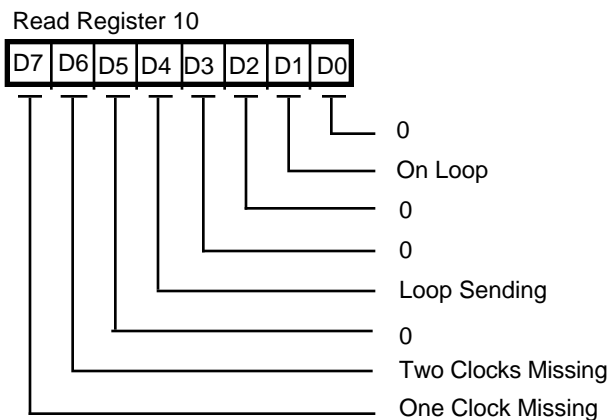 Read Register 10
D7 D6 D5 D4 D3 D2 D1 D0
0
On Loop
0
0
Loop Sending
0
Two Clocks Missing
One Clock Missing